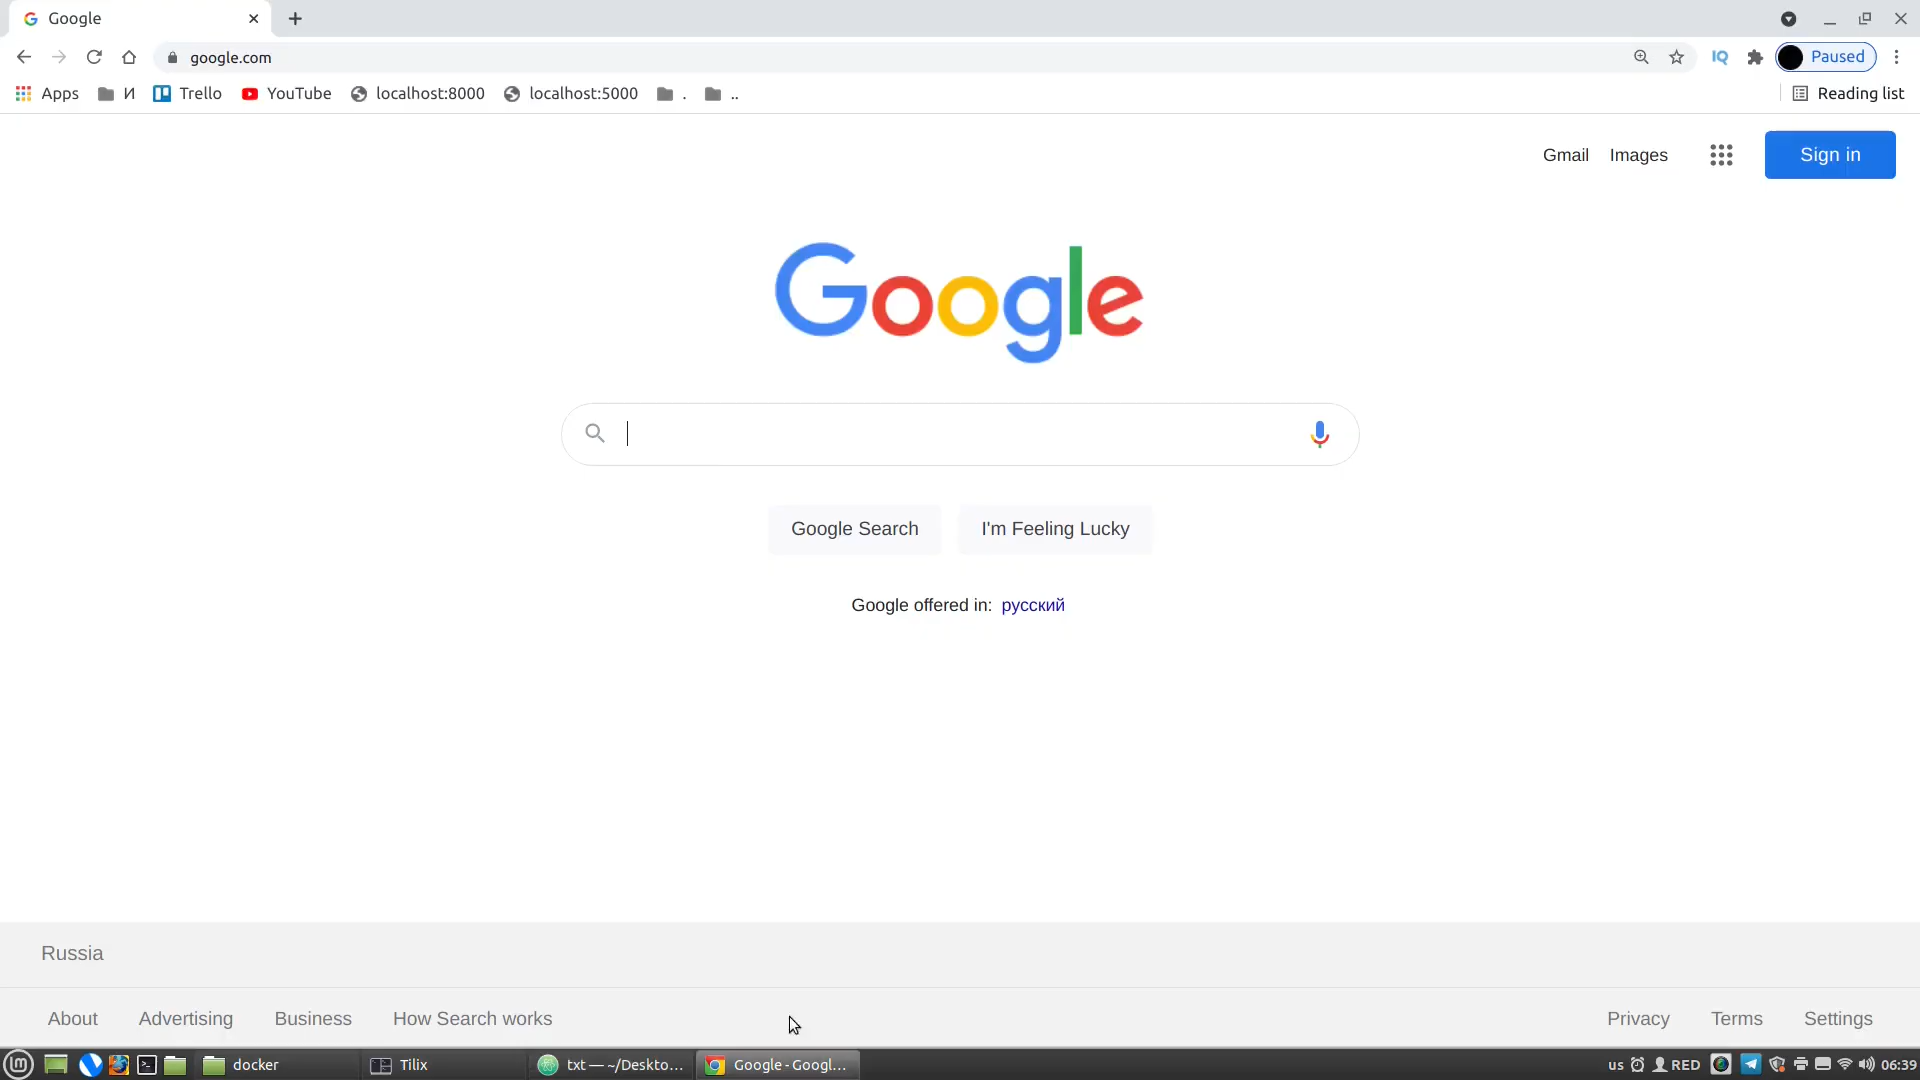 Google
google.com
IQ
Paused
Apps И Trello YouTube localhost:8000 localhost:5000 . ..
Reading list
Gmail Images
Sign in
Google
Google Search I'm Feeling Lucky
Google offered in: русский
Russia
About Advertising Business How Search works
Privacy Terms Settings
docker Tilix txt — ~/Deskto... Google - Googl...
us RED 06:39